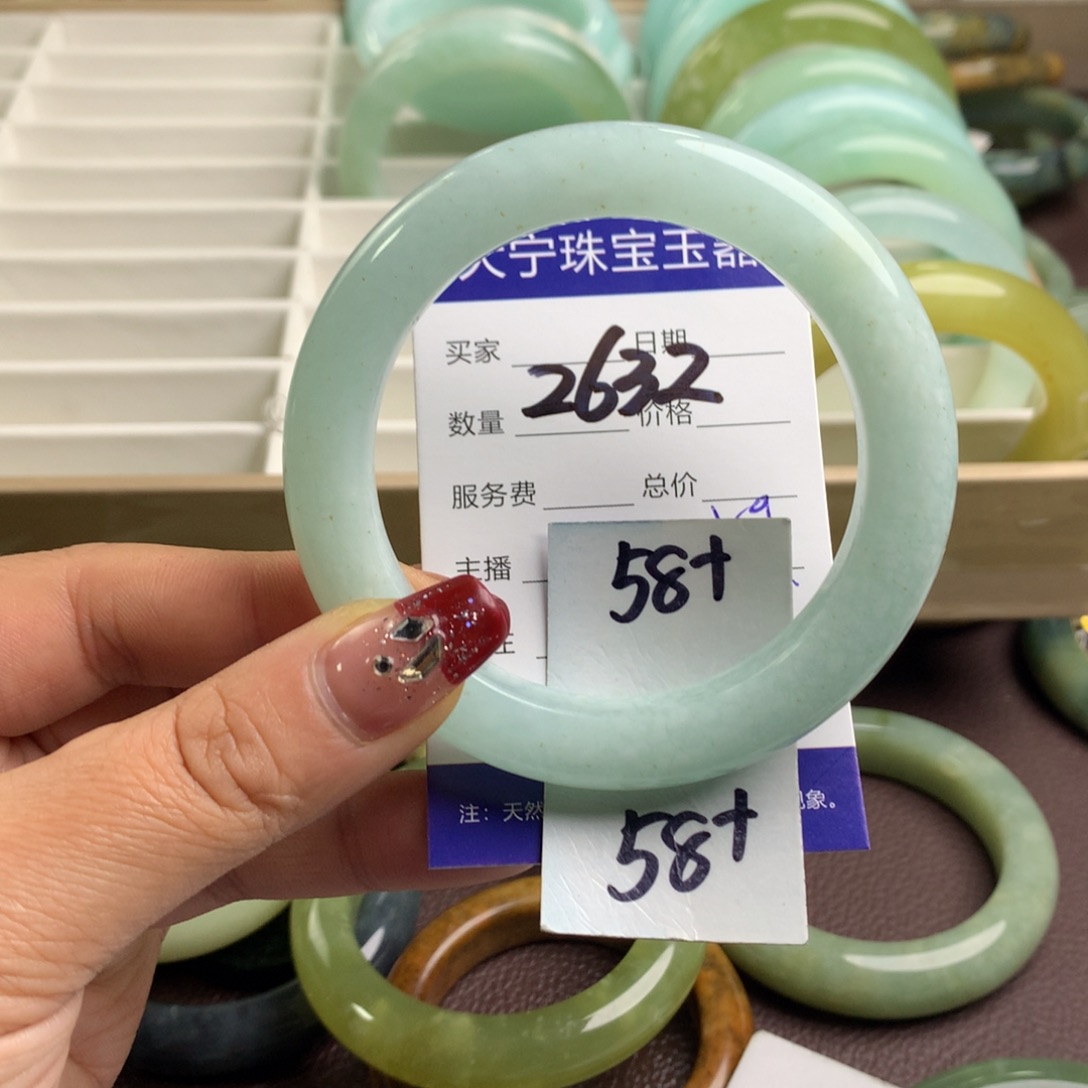 宁珠宝玉器
买家 日期
2632
数量 价格
服务费 总价
58+
主播
注：天然
象。
58+